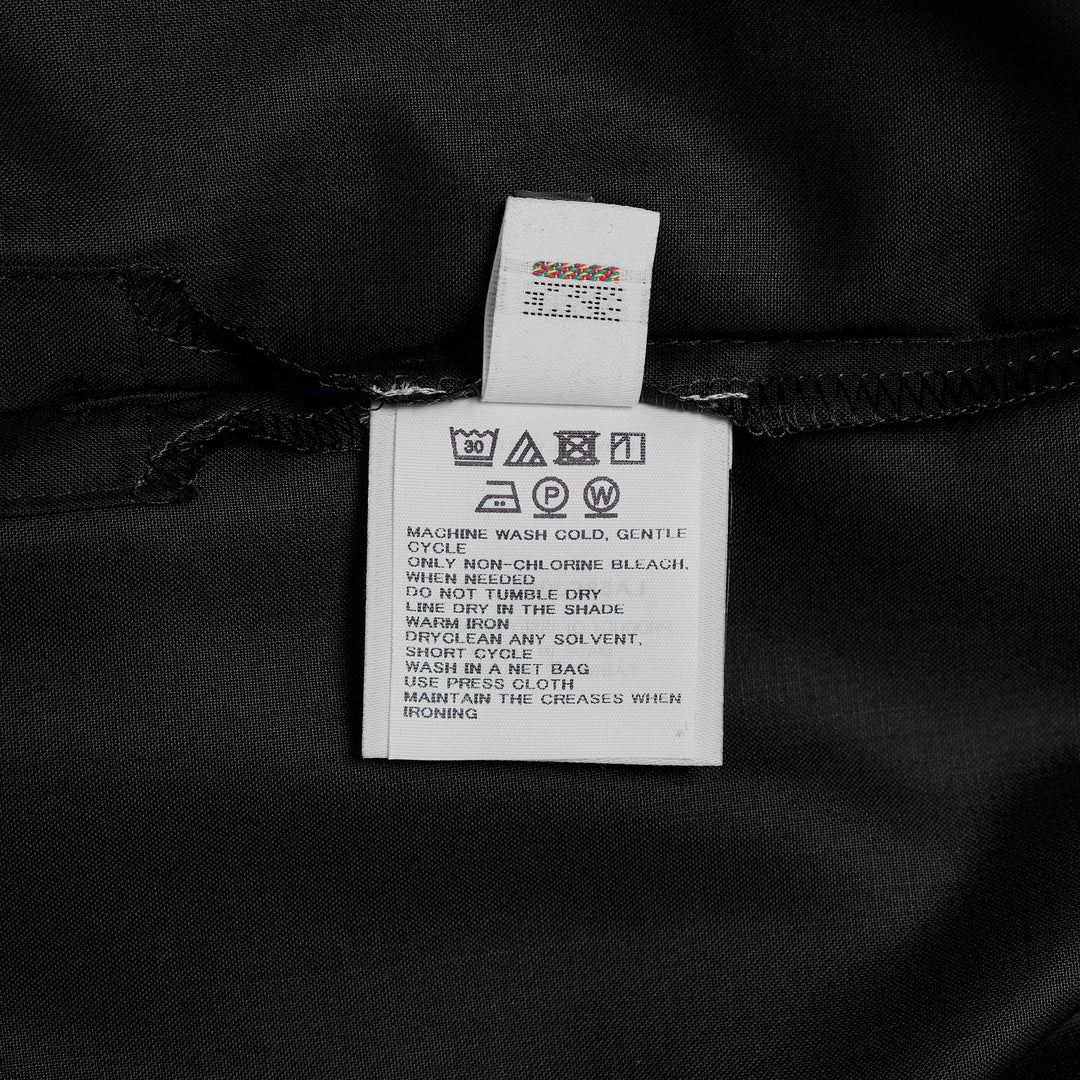 30
P W
MACHINE WASH COLD, GENTLE
CYCLE
ONLY NON-CHLORINE BLEACH,
WHEN NEEDED
DO NOT TUMBLE DRY
LINE DRY IN THE SHADE
WARM IRON
DRYCLEAN ANY SOLVENT,
SHORT CYCLE
WASH IN A NET BAG
USE PRESS CLOTH
MAINTAIN THE CREASES WHEN
IRONING